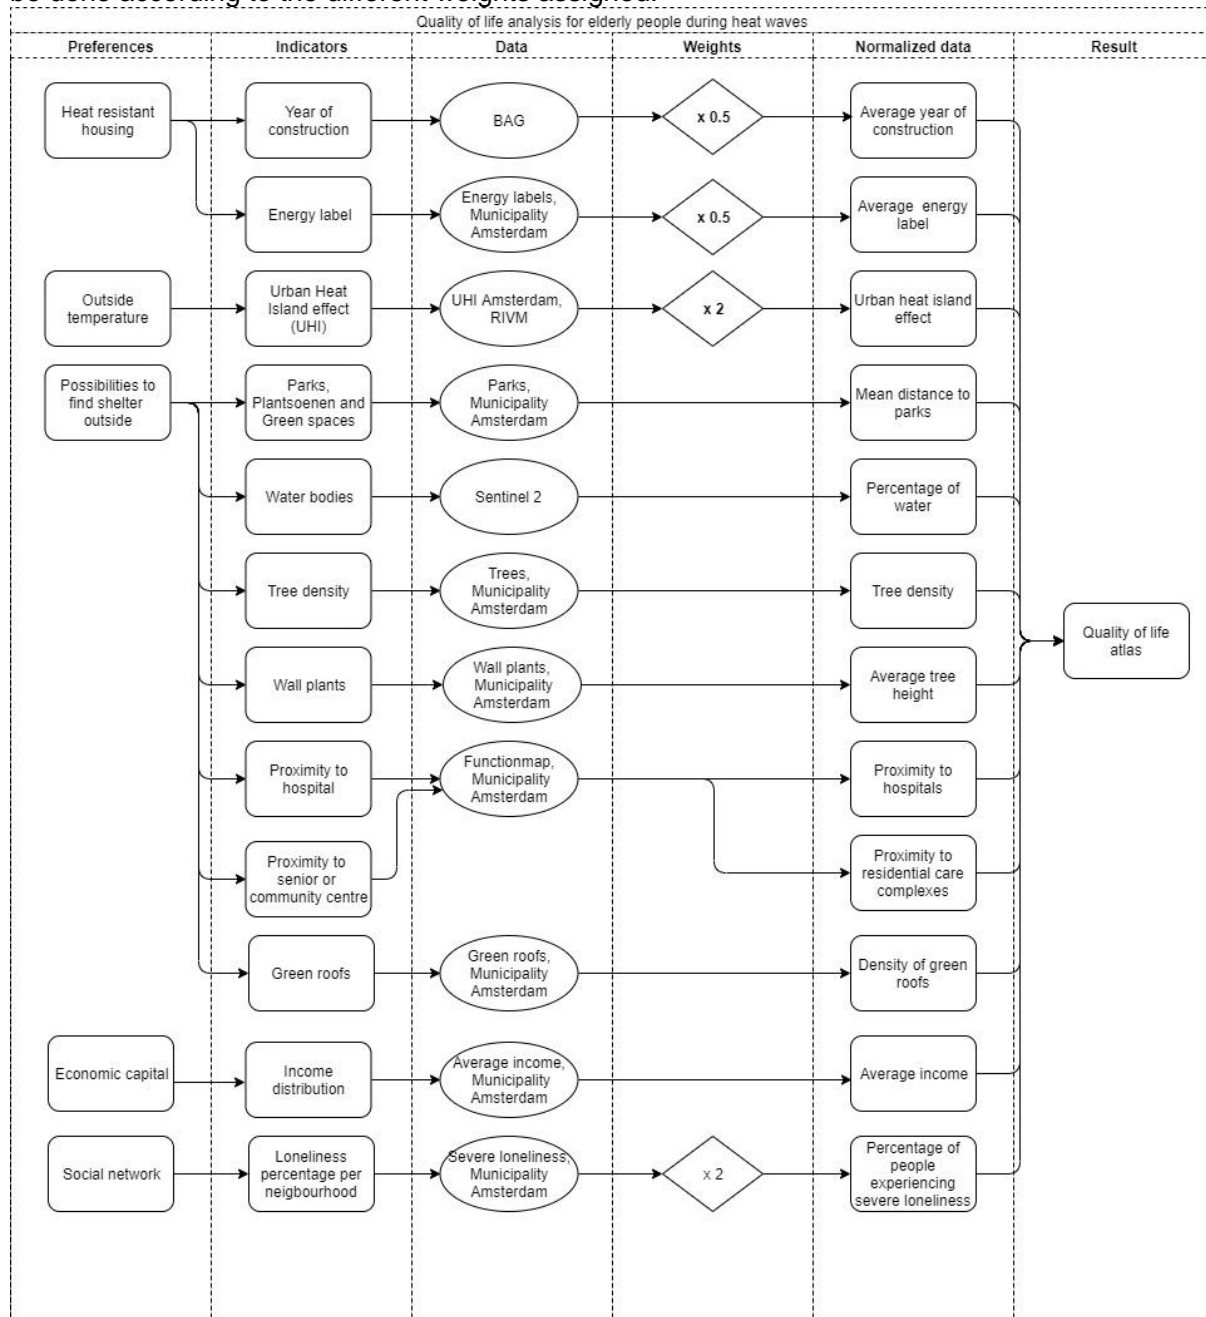 be done according to the different weights assigned.
Quality of life analysis for elderly people during heat waves
Preferences
Indicators
Data
Weights
Normalized data
Result
Heat resistant
housing
Year of
construction
BAG
x 0.5
Average year of
construction
Energy label
Energy labels,
Municipality
Amsterdam
x 0.5
Average energy
label
Outside
temperature
Urban Heat
Island effect
(UHI)
UHI Amsterdam,
RIVM
x 2
Urban heat island
effect
Possibilities to
find shelter
outside
Parks,
Plantsoenen and
Green spaces
Parks,
Municipality
Amsterdam
Mean distance to
parks
Water bodies
Sentinel 2
Percentage of
water
Tree density
Trees,
Municipality
Amsterdam
Tree density
Quality of life
atlas
Wall plants
Wall plants,
Municipality
Amsterdam
Average tree
height
Proximity to
hospital
Functionmap,
Municipality
Amsterdam
Proximity to
hospitals
Proximity to
senior or
community centre
Proximity to
residential care
complexes
Green roofs
Green roofs,
Municipality
Amsterdam
Density of green
roofs
Economic capital
Income
distribution
Average income,
Municipality
Amsterdam
Average income
Social network
Loneliness
percentage per
neigbourhood
Severe loneliness,
Municipality
Amsterdam
x 2
Percentage of
people
experiencing
severe loneliness